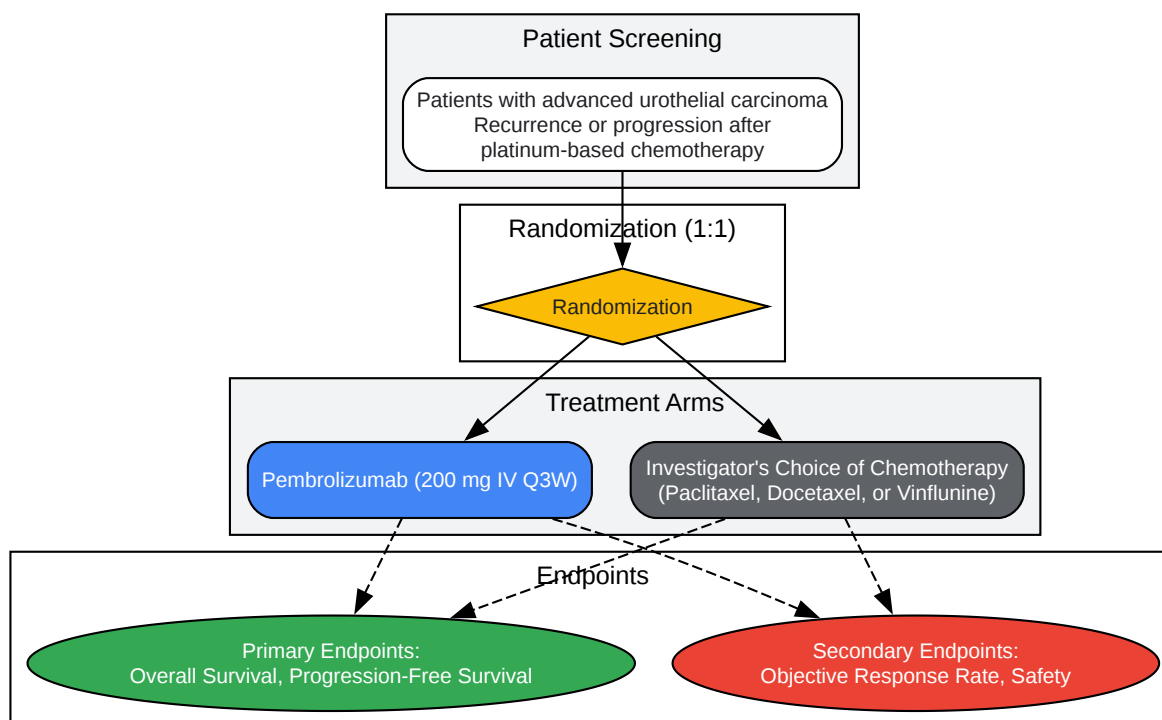 Patient Screening
Patients with advanced urothelial carcinoma
Recurrence or progression after
platinum-based chemotherapy
Randomization (1:1)
Randomization
Treatment Arms
Pembrolizumab (200 mg IV Q3W)
Investigator's Choice of Chemotherapy
(Paclitaxel, Docetaxel, or Vinflunine)
Endpoints
Primary Endpoints:
Overall Survival, Progression-Free Survival
Secondary Endpoints:
Objective Response Rate, Safety